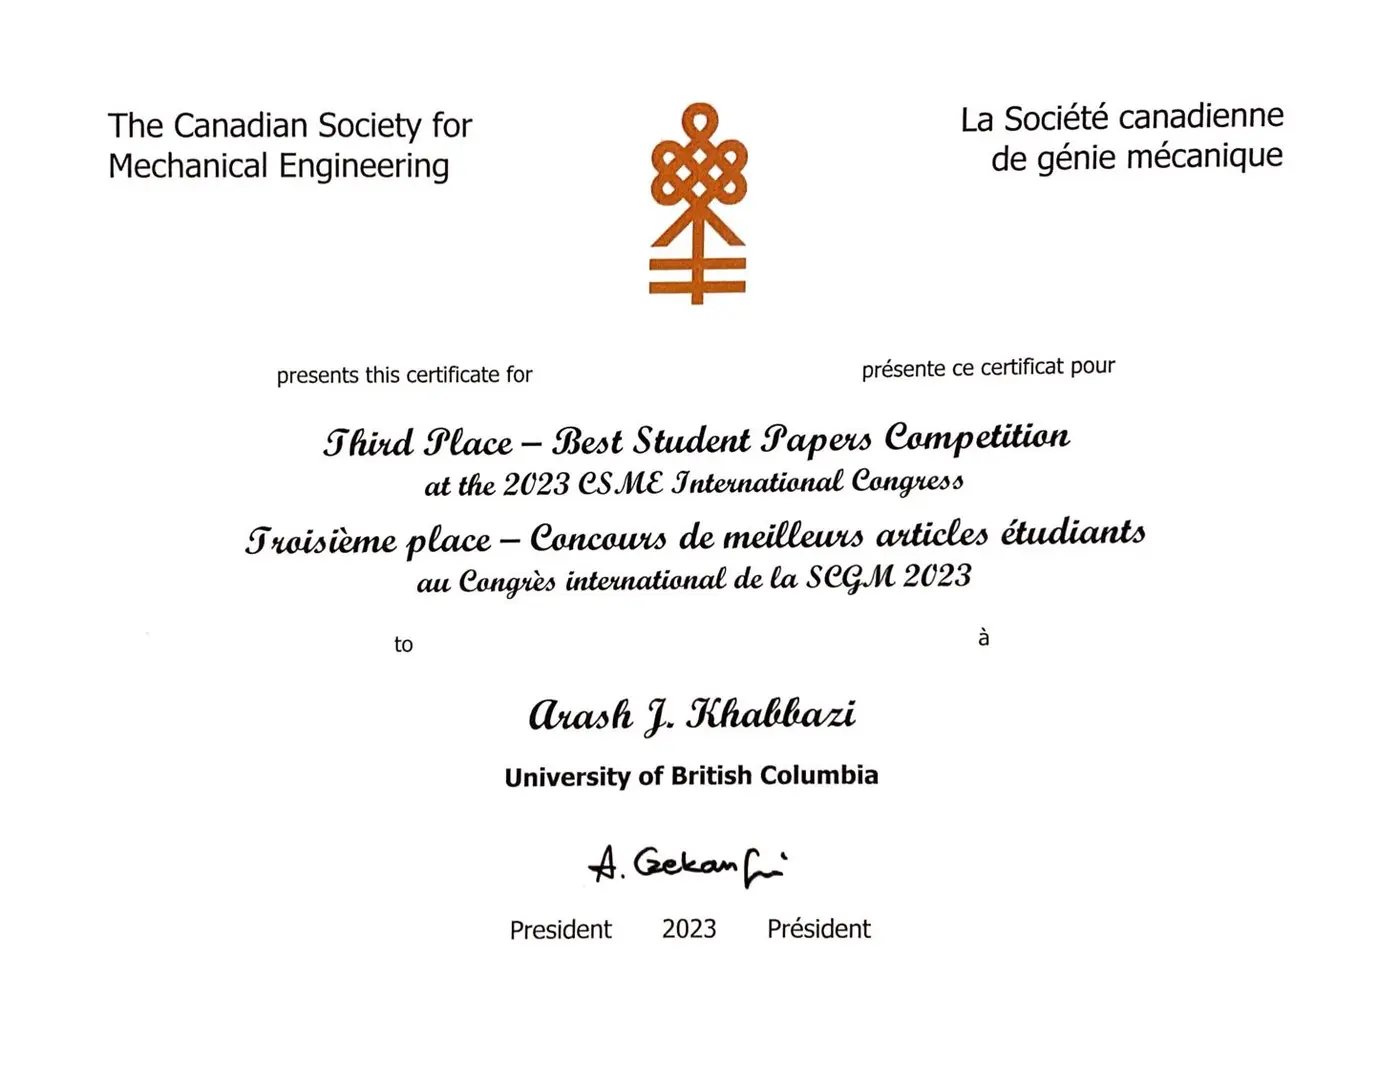 The Canadian Society for
Mechanical Engineering
La Société canadienne
de génie mécanique
presents this certificate for
présente ce certificat pour
Third Place – Best Student Papers Competition
at the 2023 CSME International Congress
Troisième place – Concours de meilleurs articles étudiants
au Congrès international de la SCGM 2023
to
à
Arash J. Khabbazi
University of British Columbia
A.
President 2023 Président